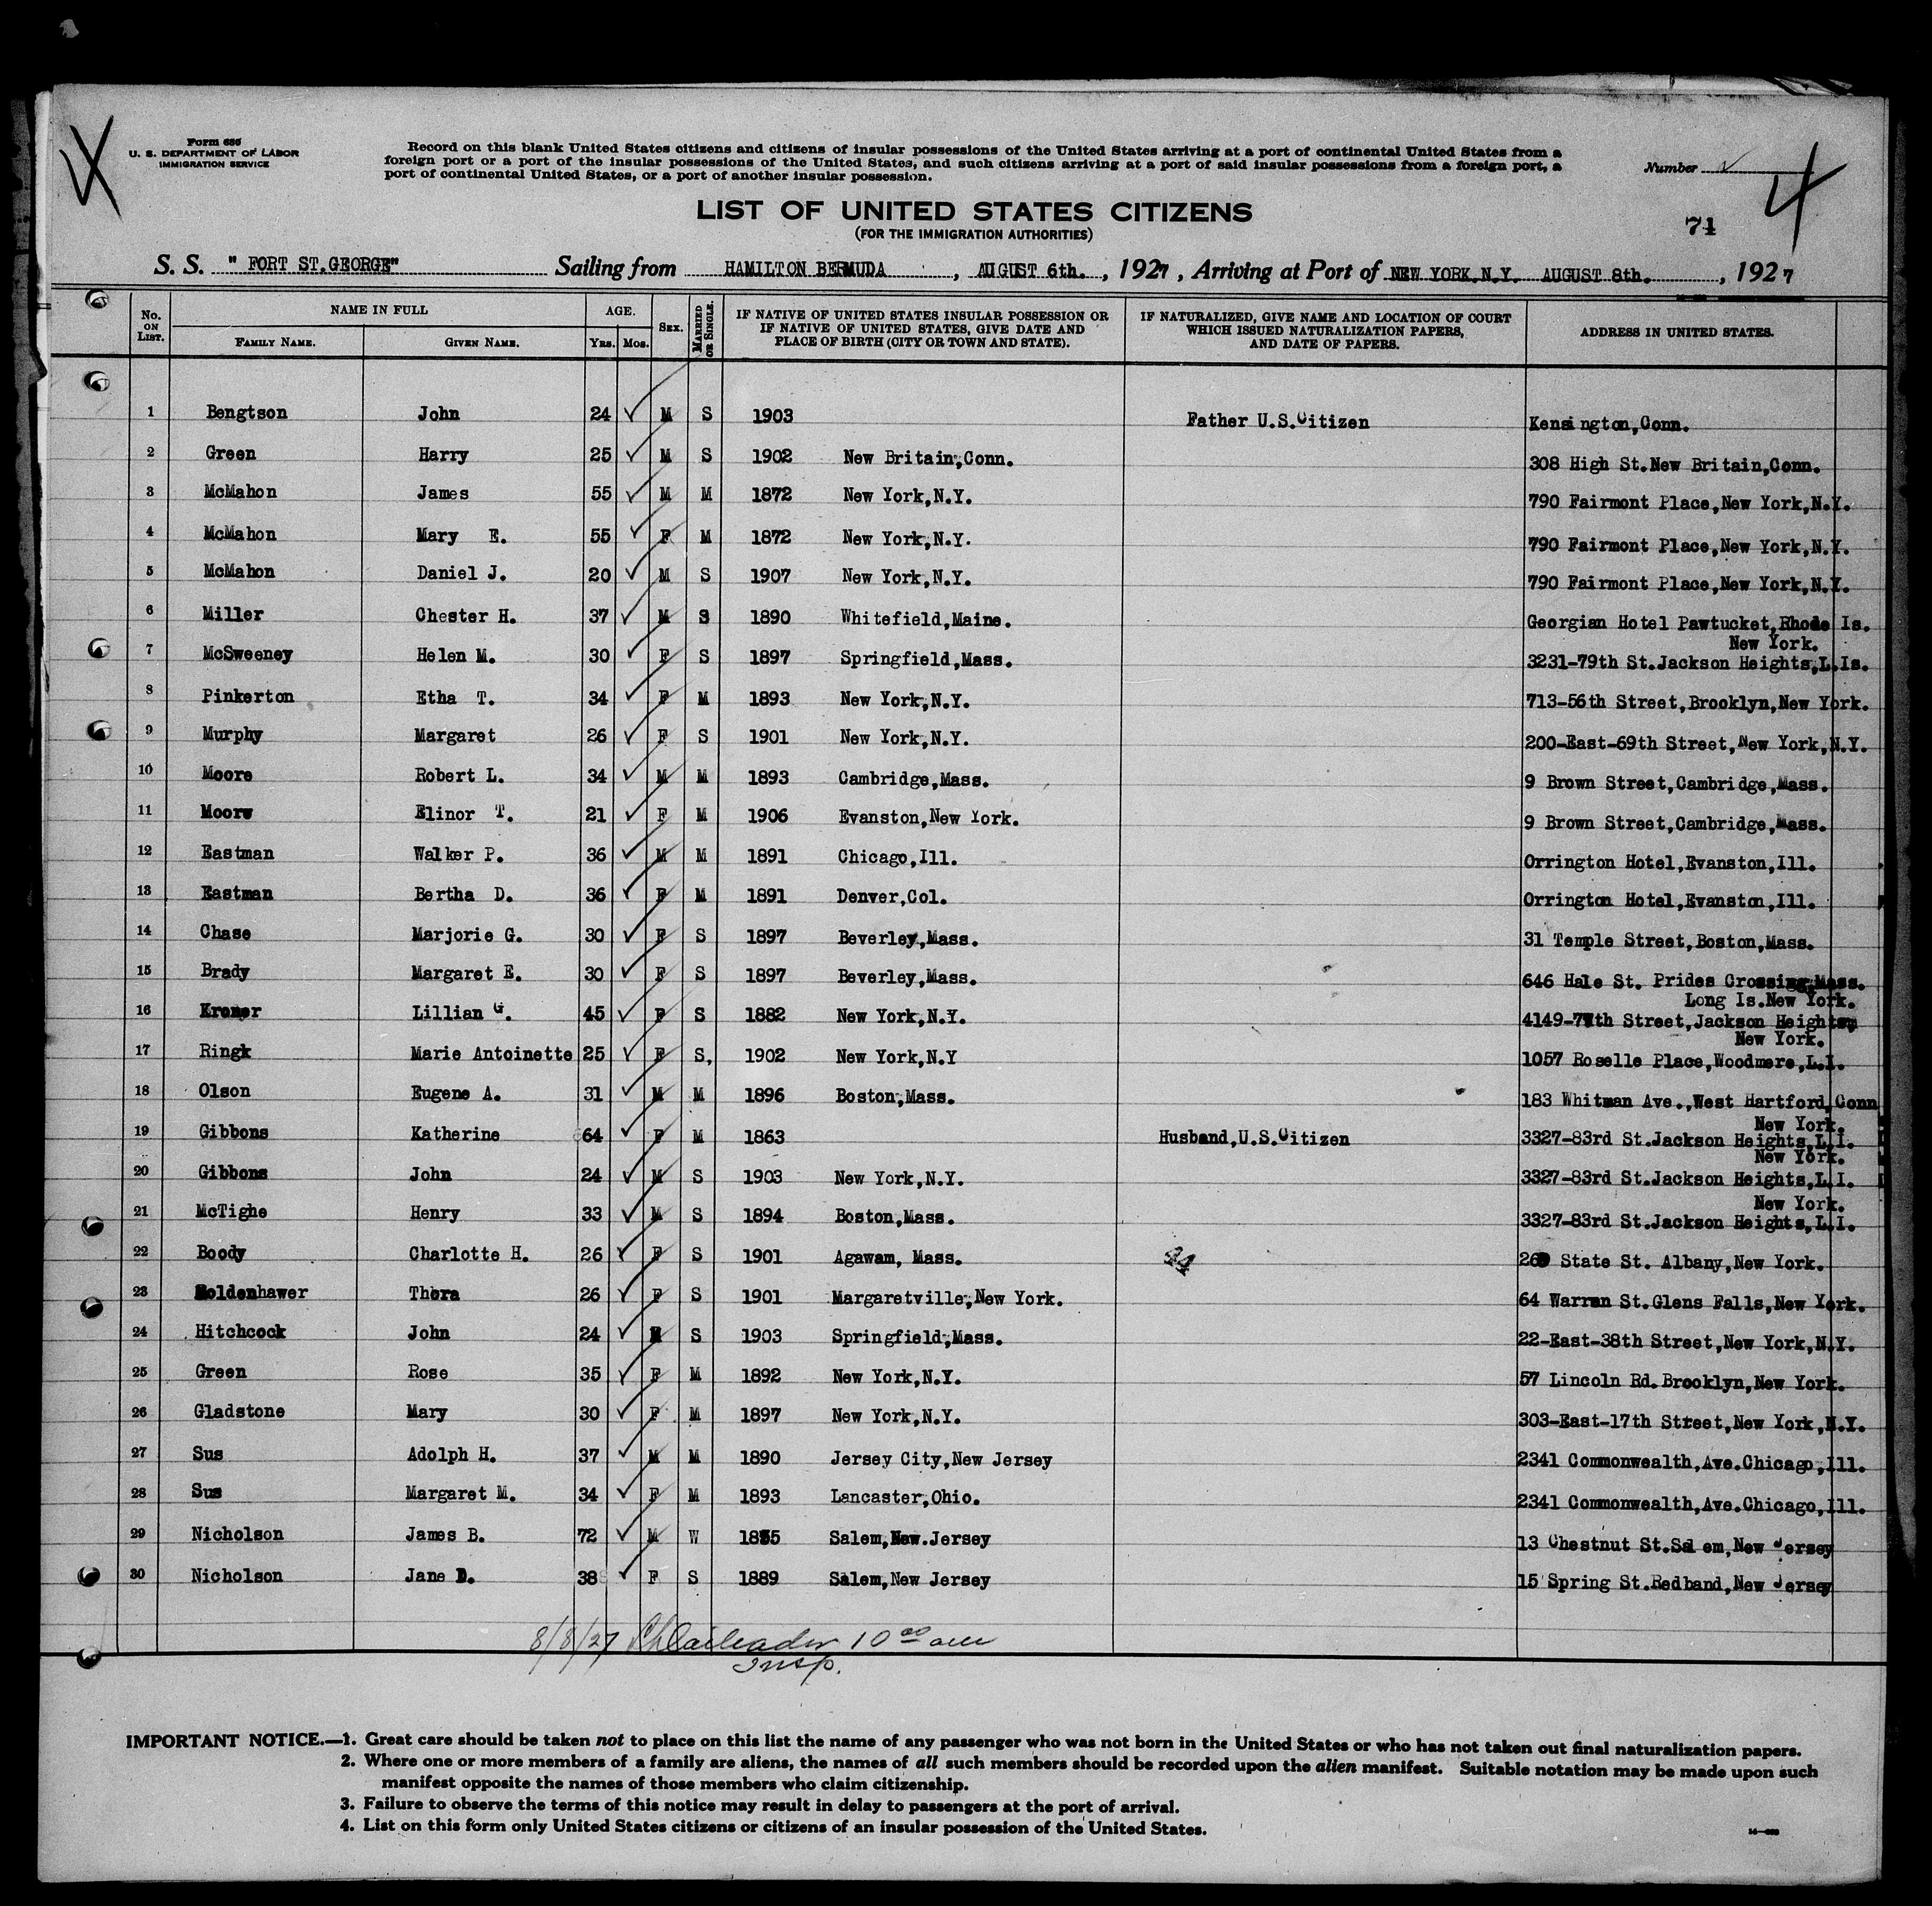 Form 630
U. S. DEPARTMENT OF LABOR
IMMIGRATION SERVICE
Record on this blank United States citizens and citizens of insular possessions of the United States arriving at a port of continental United States from a
foreign port or a port of the insular possessions of the United States, and such citizens arriving at a port of said insular possessions from a foreign port, a
port of continental United States, or a port of another insular possession.
Number
4
71
LIST OF UNITED STATES CITIZENS
(FOR THE IMMIGRATION AUTHORITIES)
S. S. " FORT ST.GEORGE" Sailing from HAMILTON BERMUDA , AUGUST 6th. , 1927 , Arriving at Port of NEW YORK,N.Y. AUGUST 8th. , 1927
No. ON LIST. NAME IN FULL FAMILY NAME. GIVEN NAME. AGE. YRS. MOS. SEX. MARRIED OR SINGLE. IF NATIVE OF UNITED STATES INSULAR POSSESSION OR IF NATIVE OF UNITED STATES, GIVE DATE AND PLACE OF BIRTH (CITY OR TOWN AND STATE). IF NATURALIZED, GIVE NAME AND LOCATION OF COURT WHICH ISSUED NATURALIZATION PAPERS, AND DATE OF PAPERS. ADDRESS IN UNITED STATES.
1 Bengtson John 24 M S 1903 Father U.S.Citizen Kensington,Conn.
2 Green Harry 25 M S 1902 New Britain,Conn. 308 High St.New Britain,Conn.
3 McMahon James 55 M M 1872 New York,N.Y. 790 Fairmont Place,New York,N.Y.
4 McMahon Mary E. 55 F M 1872 New York,N.Y. 790 Fairmont Place,New York,N.Y.
5 McMahon Daniel J. 20 M S 1907 New York,N.Y. 790 Fairmont Place,New York,N.Y.
6 Miller Chester H. 37 M S 1890 Whitefield,Maine. Georgian Hotel Pawtucket,Rhode Is.
New York.
7 McSweeney Helen M. 30 F S 1897 Springfield,Mass. 3231-79th St.Jackson Heights,L.Is.
8 Pinkerton Etha T. 34 F M 1893 New York,N.Y. 713-56th Street,Brooklyn,New York.
9 Murphy Margaret 26 F S 1901 New York,N.Y. 200-East-69th Street,New York,N.Y.
10 Moore Robert L. 34 M M 1893 Cambridge,Mass. 9 Brown Street,Cambridge,Mass.
11 Moore Elinor T. 21 F M 1906 Evanston,New York. 9 Brown Street,Cambridge,Mass.
12 Eastman Walker P. 36 M M 1891 Chicago,Ill. Orrington Hotel,Evanston,Ill.
13 Eastman Bertha D. 36 F M 1891 Denver,Col. Orrington Hotel,Evanston,Ill.
14 Chase Marjorie G. 30 F S 1897 Beverley,Mass. 31 Temple Street,Boston,Mass.
15 Brady Margaret E. 30 F S 1897 Beverley,Mass. 646 Hale St. Prides Crossing,Mass.
Long Is.New York.
16 Kremer Lillian G. 45 F S 1882 New York,N.Y. 4149-77th Street,Jackson Heights,
New York.
17 Ringk Marie Antoinette 25 F S, 1902 New York,N.Y 1057 Roselle Place,Woodmere,L.I.
18 Olson Eugene A. 31 M M 1896 Boston,Mass. 183 Whitman Ave.,West Hartford,Conn
New York.
19 Gibbons Katherine 64 F M 1863 Husband,U.S.Citizen 3327-83rd St.Jackson Heights,L.I.
New York.
20 Gibbons John 24 M S 1903 New York,N.Y. 3327-83rd St.Jackson Heights,L.I.
New York.
21 McTighe Henry 33 M S 1894 Boston,Mass. 3327-83rd St.Jackson Heights,L.I.
22 Boody Charlotte H. 26 F S 1901 Agawam, Mass. 44 State St. Albany,New York.
23 Moldenhawer Thora 26 F S 1901 Margaretville,New York. 64 Warren St.Glens Falls,New York.
24 Hitchcock John 24 M S 1903 Springfield,Mass. 22-East-38th Street,New York,N.Y.
25 Green Rose 35 F M 1892 New York,N.Y. 57 Lincoln Rd.Brooklyn,New York.
26 Gladstone Mary 30 F M 1897 New York,N.Y. 303-East-17th Street,New York,N.Y.
27 Sus Adolph H. 37 M M 1890 Jersey City,New Jersey 2341 Commonwealth,Ave.Chicago,Ill.
28 Sus Margaret M. 34 F M 1893 Lancaster,Ohio. 2341 Commonwealth,Ave.Chicago,Ill.
29 Nicholson James B. 72 M W 1855 Salem,New.Jersey 13 Chestnut St.Salem,New Jersey
30 Nicholson Jane D. 38 F S 1889 Salem,New Jersey 15 Spring St.Redband,New Jersey
8/8/27 10 00 am
Insp.
IMPORTANT NOTICE.—1. Great care should be taken not to place on this list the name of any passenger who was not born in the United States or who has not taken out final naturalization papers.
2. Where one or more members of a family are aliens, the names of all such members should be recorded upon the alien manifest. Suitable notation may be made upon such
manifest opposite the names of those members who claim citizenship.
3. Failure to observe the terms of this notice may result in delay to passengers at the port of arrival.
4. List on this form only United States citizens or citizens of an insular possession of the United States.